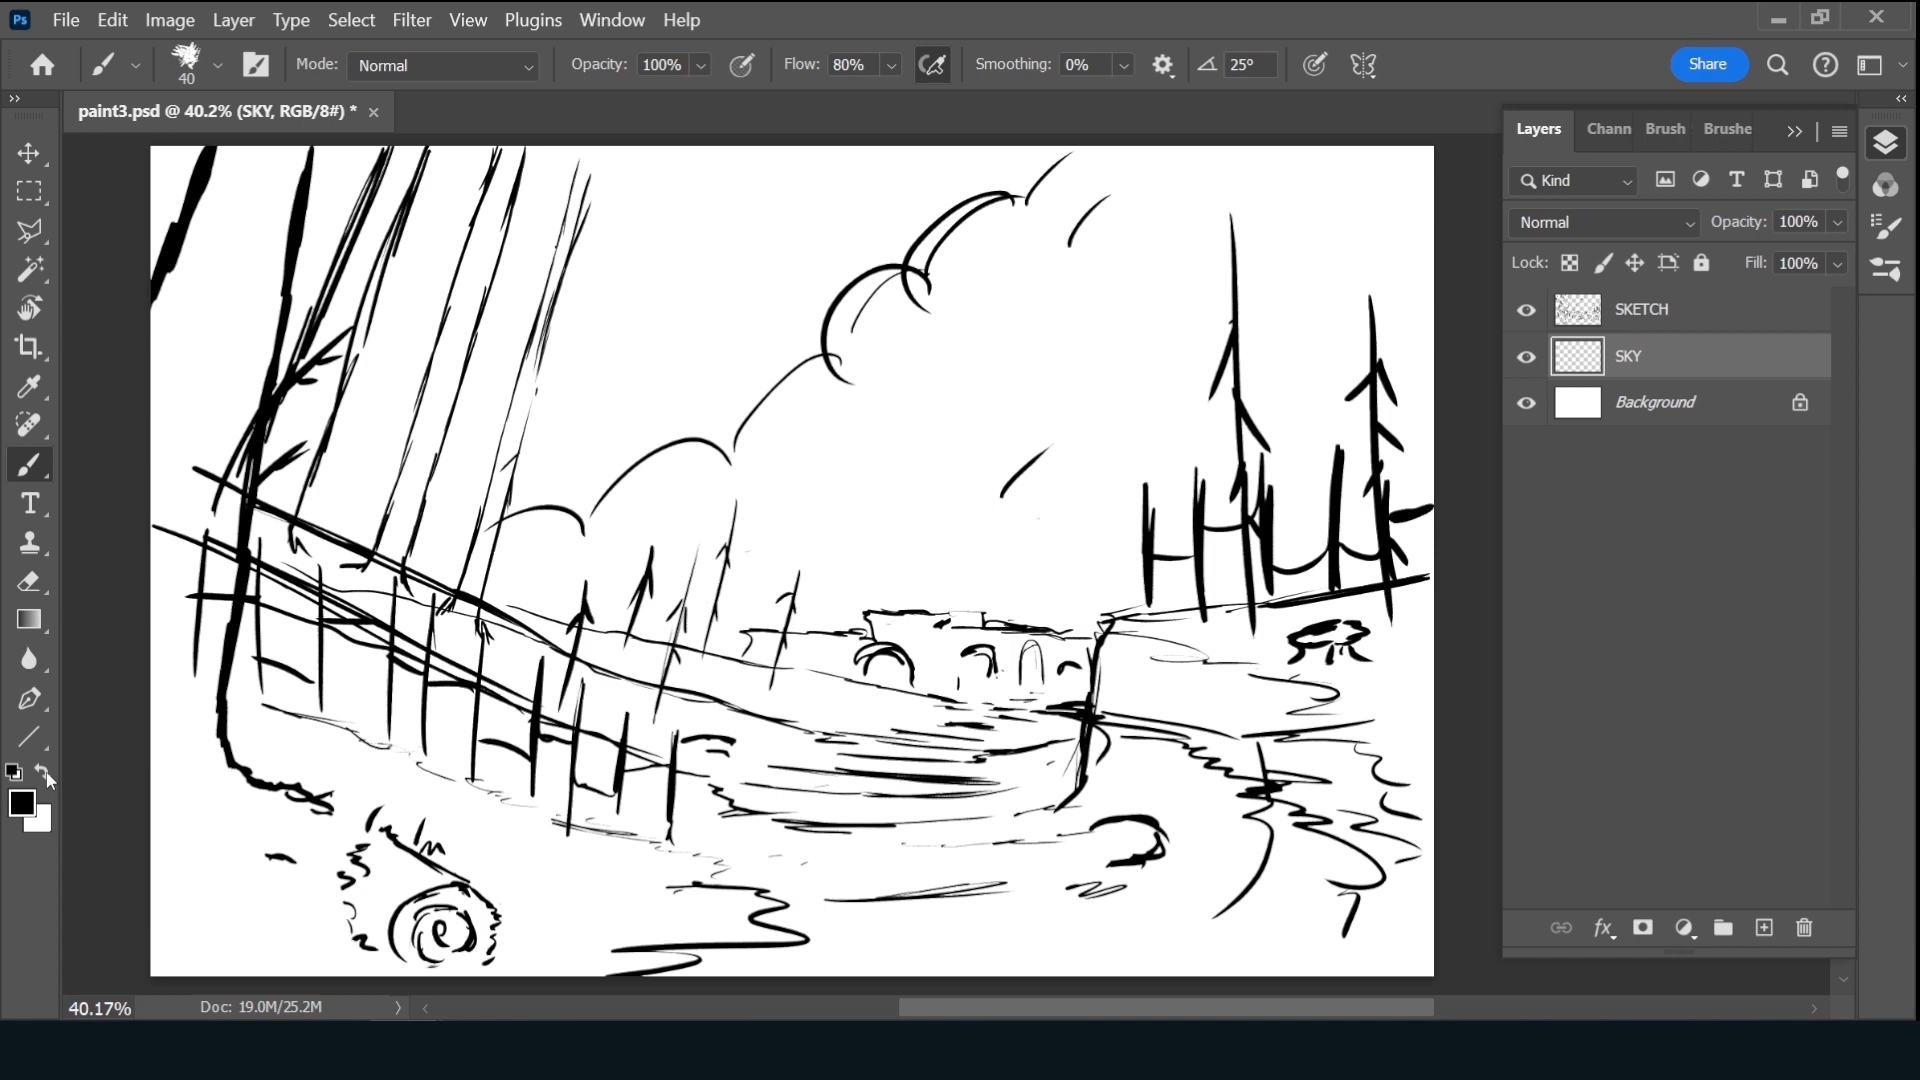 Ps File Edit Image Layer Type Select Filter View Plugins Window Help
40 Mode: Normal Opacity: 100% Flow: 80% Smoothing: 0% 25° Share
paint3.psd @ 40.2% (SKY, RGB/8#) *
Layers Chann Brush Brushe
Kind
Normal Opacity: 100%
Lock: Fill: 100%
SKETCH
SKY
Background
fx
40.17% Doc: 19.0M/25.2M